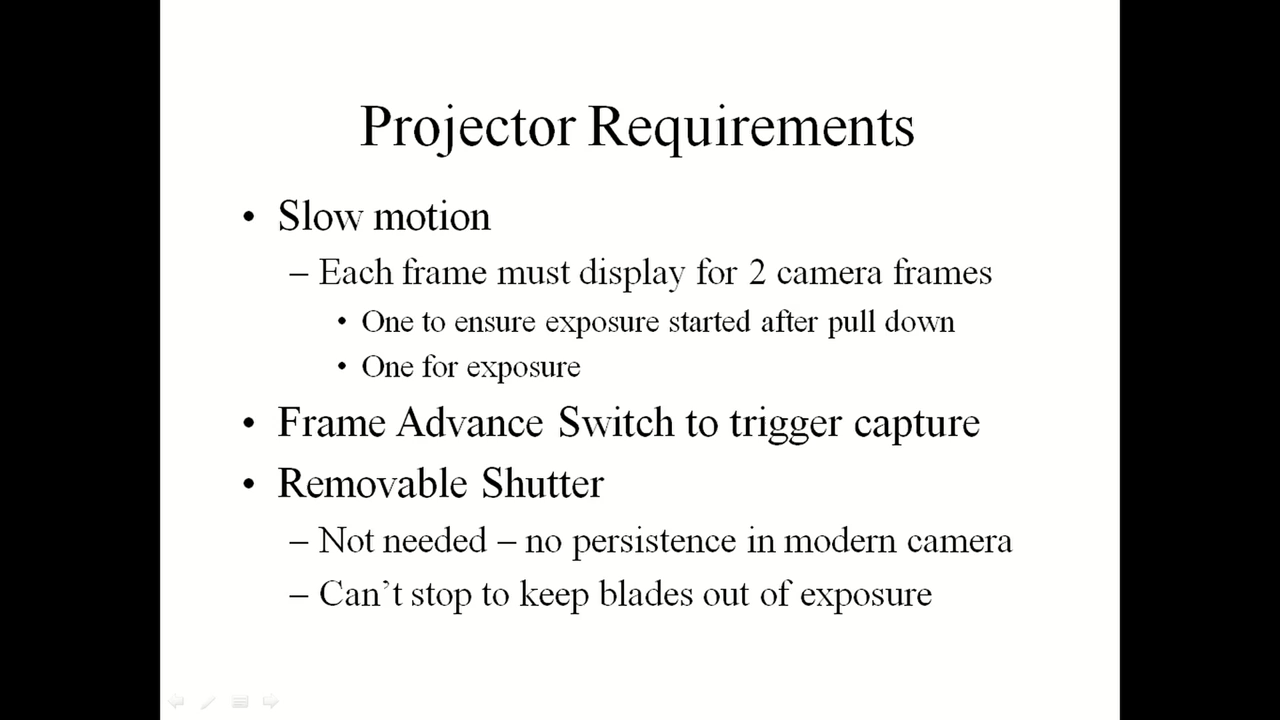 Projector Requirements
• Slow motion
– Each frame must display for 2 camera frames
• One to ensure exposure started after pull down
• One for exposure
• Frame Advance Switch to trigger capture
• Removable Shutter
– Not needed – no persistence in modern camera
– Can’t stop to keep blades out of exposure